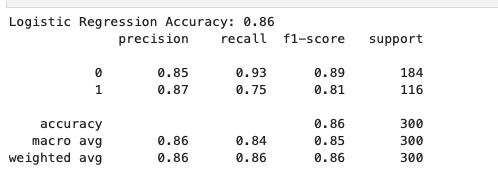 Logistic Regression Accuracy: 0.86
precision recall f1-score support
0 0.85 0.93 0.89 184
1 0.87 0.75 0.81 116
accuracy 0.86 300
macro avg 0.86 0.84 0.85 300
weighted avg 0.86 0.86 0.86 300